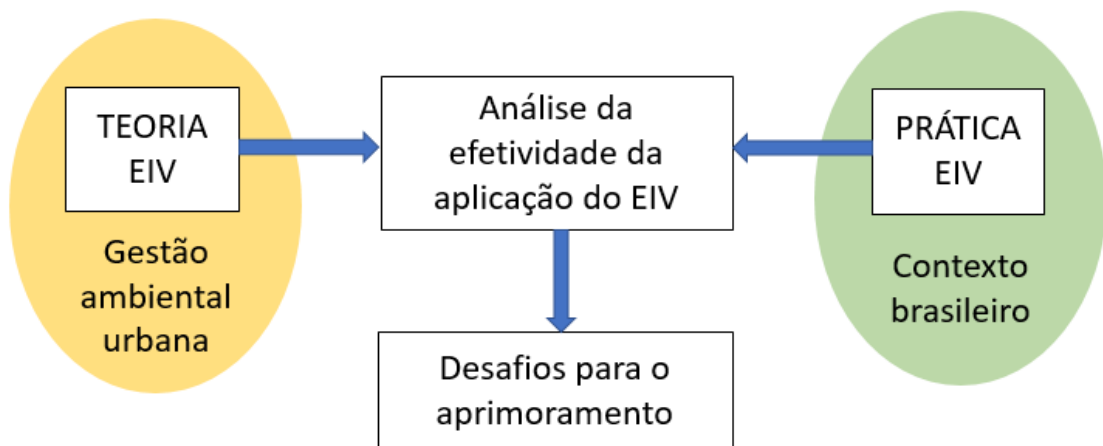 TEORIA
EIV
Gestão
ambiental
urbana
Análise da
efetividade da
aplicação do EIV
PRÁTICA
EIV
Contexto
brasileiro
Desafios para o
aprimoramento